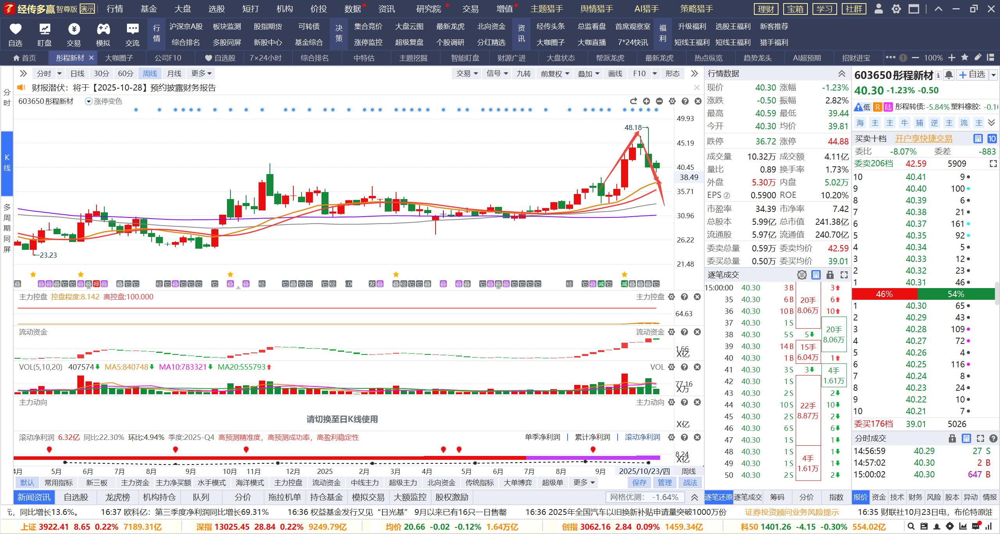 经传多赢 智尊版 演示 行情 基金 大盘 选股 短打 机构 价投 数据 资讯 研究院 交易 增值 主题猎手 舆情猎手 AI猎手 策略猎手 理财 宝箱 学习 社群
自选 盯盘 交易 模拟 交流
行情 沪深京A股 板块监测 股指期货 可转债 决策 集合竞价 大盘云图 最新龙虎 北向资金 资讯 经传头条 总监看盘 首席观察室 福利 升级福利 选股王福利 新客推荐
综合排名 多股同屏 新股中心 基金综合 涨停监控 超级复盘 个股调研 分红精选 大咖圈子 大咖直播 7*24快讯 短线王福利 短线王福利 猎手福利
首页 彤程新材 大咖圈子 公司F10 自选股 7×24小时 综合排名 中特估 主题挖掘 智能盯盘 财源广进 大盘状态 帮派龙虎 最新龙虎 热点纵览 趋势龙头 AI超预期 招财进宝 100%
分时
K线
多周期同屏
分时 日线 30分 60分 周线 月线 更多 交易 信号 九转 前复权 叠加 画线 F10 形态
财报潜伏：将于【2025-10-28】预约披露财务报告
603650彤程新材 涨停变色
48.18→
←23.23
49.93
45.19
40.45
38.49
35.71
30.96
26.22
21.48
主力控盘 控盘程度:8.142 高控盘:100.000 主力控盘
64.63
流动资金 流动资金
1.66
X亿
VOL(5,10,20) 407574 MA5:840748 MA10:783321 MA20:555793 VOL
77.16
X万
主力动向 主力动向
请切换至日K线使用
X亿
滚动净利润 6.32亿 同比:22.30% 环比:4.94% 季度:2025-Q4 高预测精准度，高预测成功率，高盈利稳定性 单季净利润 累计净利润 滚动净利润
8.24
X亿
4月 5月 6月 7月 8月 9月 10月 11月 12月 2025 2月 3月 4月 5月 6月 7月 8月 9月 2025/10/23/四 周线
默认 常用指标 新三板 主力资金 主力净买额 水手模式 海洋模式 主力控盘 流动资金 中线主力 超级主力 北向资金 传统指标 大单博弈 超级单 更多 保存 管理 战法
新闻资讯 自选股 龙虎榜 机构持仓 队列 分价 拖拉机单 持仓基金 模拟交易 大额监控 股权激励 网格优测： -1.64%
行情数据
现价 40.30 涨幅 -1.23%
涨跌 -0.50 振幅 2.82%
最高 40.59 最低 39.44
今开 40.30 均价 39.81
跌停 36.72 涨停 44.88
成交量 10.32万 成交额 4.11亿
量比 0.89 换手率 1.73%
外盘 5.30万 内盘 5.02万
EPS② 0.5900 ROE 10.20%
市盈率 34.39 市净率 7.42
总股本 5.99亿 总市值 241.38亿
流通股 5.97亿 流通值 240.70亿
委卖总量 0.59万 委卖均价 42.59
委买总量 0.50万 委买均价 39.01
逐笔成交 单 量
15:00:00 40.30 3 B 3
35 40.30 6 B 6
36 40.30 10 B 10
37 40.30 1 S
38 40.30 5 S 5
39 40.30 14 B
40 40.30 1 B 1
41 40.30 3 S 3
42 40.30 1 S
43 40.30 2 S 2
44 40.30 10 S 10
45 40.30 2 S 2
46 40.30 6 S 6
47 40.30 1 S 1
48 40.30 1 S 1
49 40.30 1 S 1
50 40.30 2 S 2
20手
8.06万
20手
8.06万
15手
6.04万
4手
1.61万
22手
8.87万
4手
1.61万
逐笔还原 逐笔成交 筹码 分价 指数
603650彤程新材 自选
40.30 -1.23% -0.50
低 R 陆 彤程转债:-5.84% 塑料橡胶:
海 主 主 牛 捕 逆 主 流 主
买卖十档 开户享快捷交易 量 10
委比 -8.07% 委差 -883
委卖206档 42.59 5909
10 40.41 9
9 40.40 100
8 40.39 6
7 40.38 21
6 40.37 161
5 40.35 92
4 40.34 5
3 40.33 12
2 40.32 23
1 40.31 46
46% 54%
1 40.30 65
2 40.29 43
3 40.28 109
4 40.27 72
5 40.26 4
6 40.25 116
7 40.24 8
8 40.23 24
9 40.22 10
10 40.21 7
委买176档 39.01 5026
分时成交 量
14:56:59 40.29 27 S
14:57:02 40.30 2 B
15:00:02 40.30 647 B
报价 资金 技术 财务 风险 股本 异动 情报
元，同比增长13.6%。 16:37 欧科亿：第三季度净利润同比增长69.31% 16:36 权益基金发行又见“日光基” 9月以来已有16只一日售罄 16:36 2025年全国汽车以旧换新补贴申请量突破1000万份 证券投资顾问业务风险提示 16:35 财联社10月23日电，布伦特原油
上证 3922.41 8.65 0.22% 7189.31亿 深指 13025.45 28.84 0.22% 9249.79亿 均价 20.66 -0.02 -0.12% 1.64万亿 创指 3062.16 2.84 0.09% 1459.34亿 科50 1401.26 -4.15 -0.30% 554.02亿